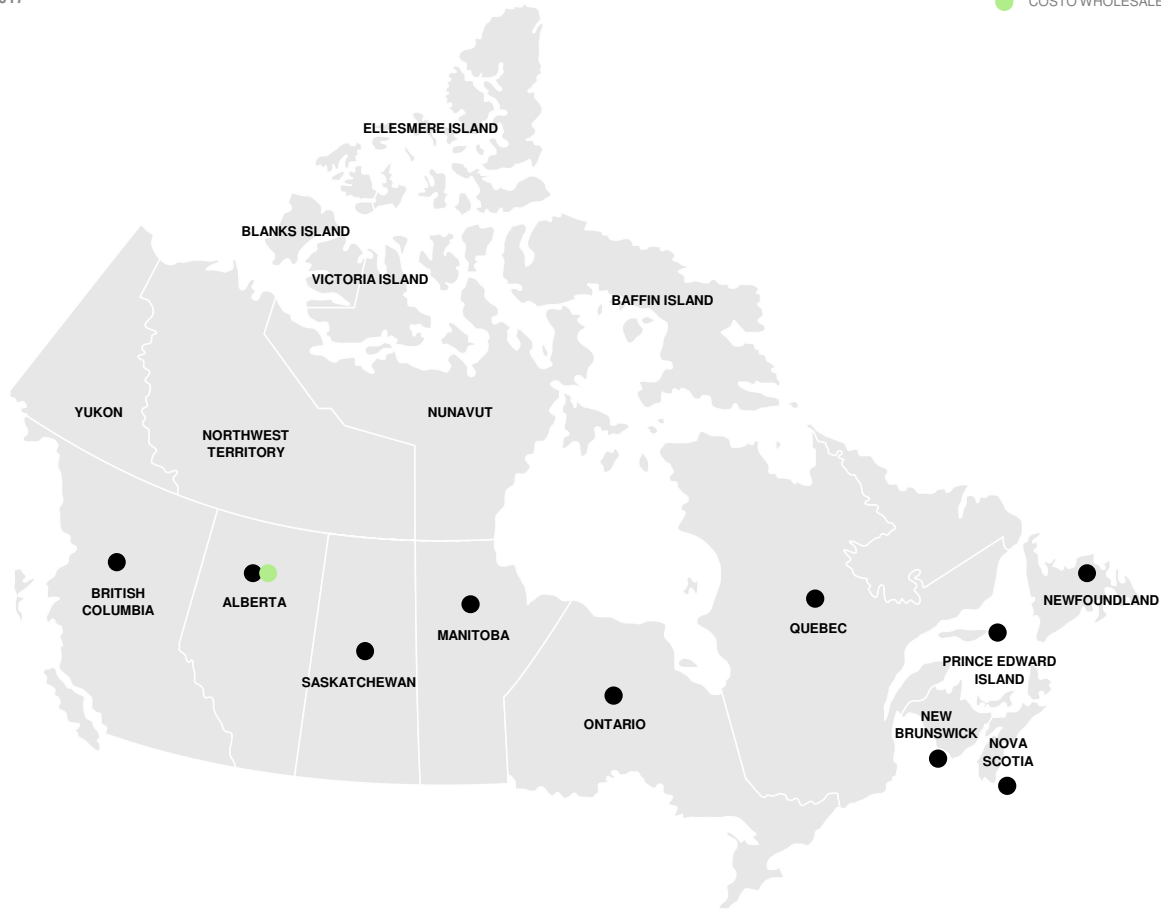 COSTO WHOLESALE
ELLESMERE ISLAND
BLANKS ISLAND
VICTORIA ISLAND
BAFFIN ISLAND
YUKON
NUNAVUT
NORTHWEST
TERRITORY
BRITISH
COLUMBIA
ALBERTA
NEWFOUNDLAND
QUEBEC
MANITOBA
PRINCE EDWARD
ISLAND
SASKATCHEWAN
ONTARIO
NEW
BRUNSWICK
NOVA
SCOTIA